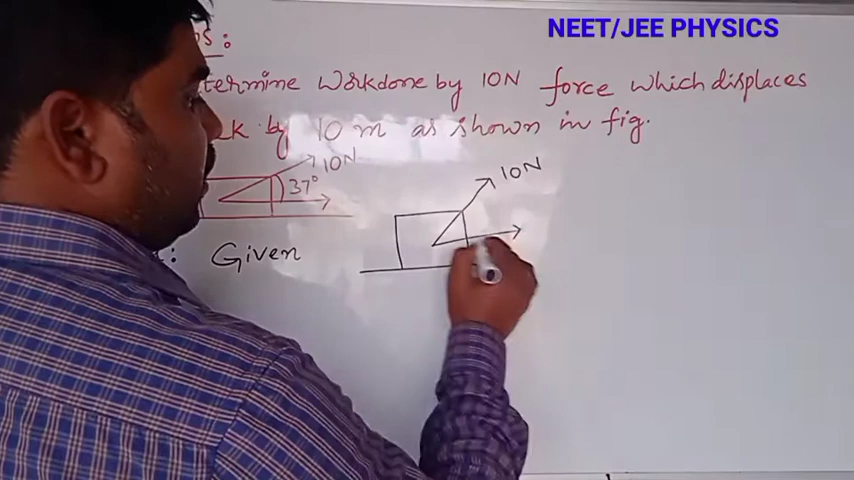 NEET/JEE PHYSICS
termine workdone by 10N force which displaces
k by 10 m as shown in fig.
10N
37°
10N
Given